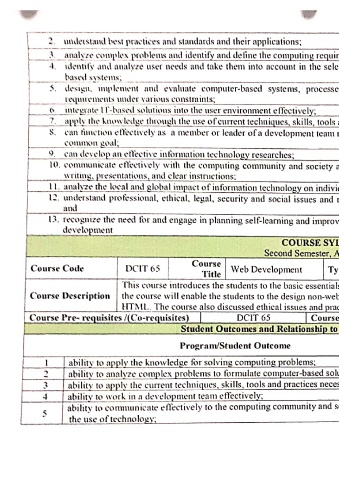 2. understand best practices and standards and their applications;
3. analyze complex problems and identify and define the computing requir
4. identify and analyze user needs and take them into account in the sele
based systems;
5. design, implement and evaluate computer-based systems, processe
requirements under various constraints;
6. integrate IT-based solutions into the user environment effectively;
7. apply the knowledge through the use of current techniques, skills, tools a
8. can function effectively as a member or leader of a development team r
common goal;
9. can develop an effective information technology researches;
10. communicate effectively with the computing community and society a
writing, presentations, and clear instructions;
11. analyze the local and global impact of information technology on indivi
12. understand professional, ethical, legal, security and social issues and r
and
13. recognize the need for and engage in planning self-learning and improv
development
COURSE SYL
Second Semester, A
Course Code DCIT 65 Course Title Web Development Ty
Course Description This course introduces the students to the basic essentials
the course will enable the students to the design non-web
HTML. The course also discussed ethical issues and prac
Course Pre- requisites /(Co-requisites) DCIT 65 Course
Student Outcomes and Relationship to
Program/Student Outcome
1 ability to apply the knowledge for solving computing problems;
2 ability to analyze complex problems to formulate computer-based solu
3 ability to apply the current techniques, skills, tools and practices neces
4 ability to work in a development team effectively;
5 ability to communicate effectively to the computing community and s
the use of technology;